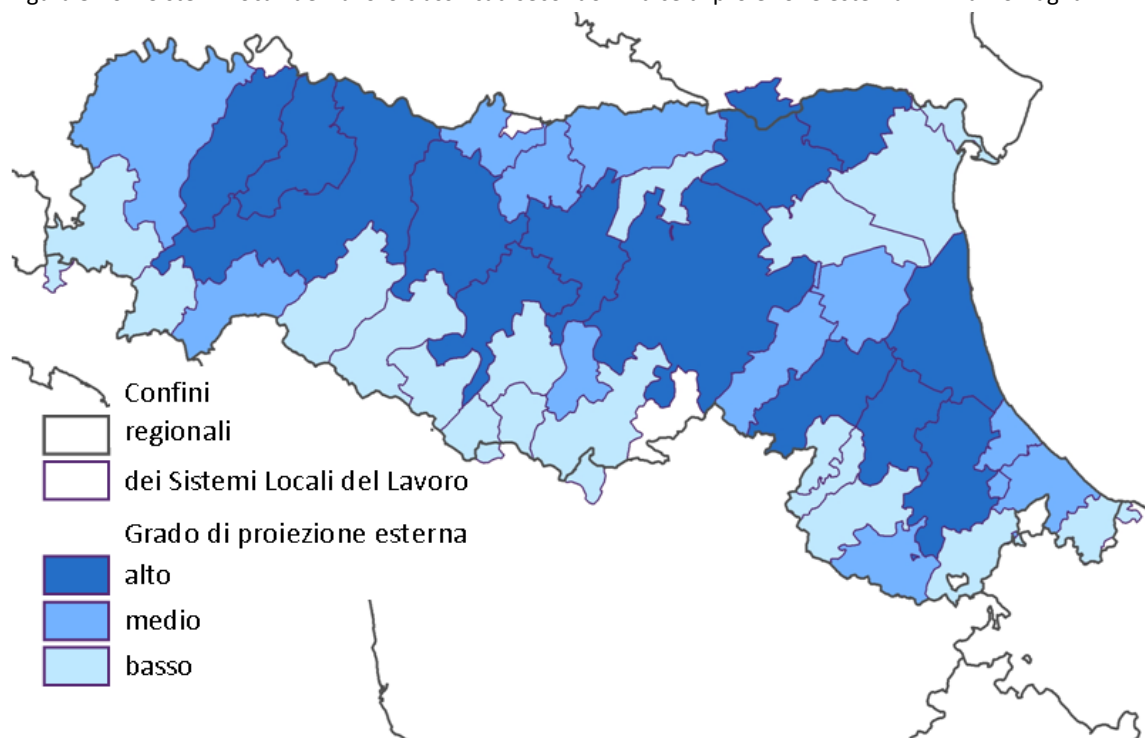 Confini
regionali
dei Sistemi Locali del Lavoro
Grado di proiezione esterna
alto
medio
basso